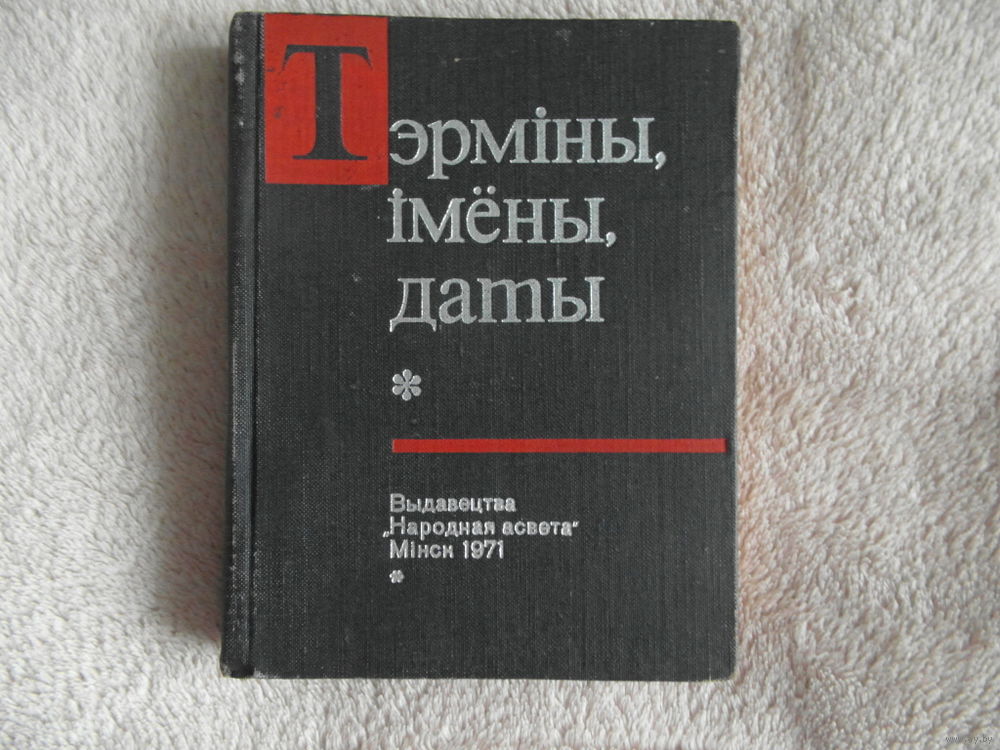 Тэрміны,
імёны,
даты
*
Выдавецтва
„Народная асвета“
Мінск 1971
*